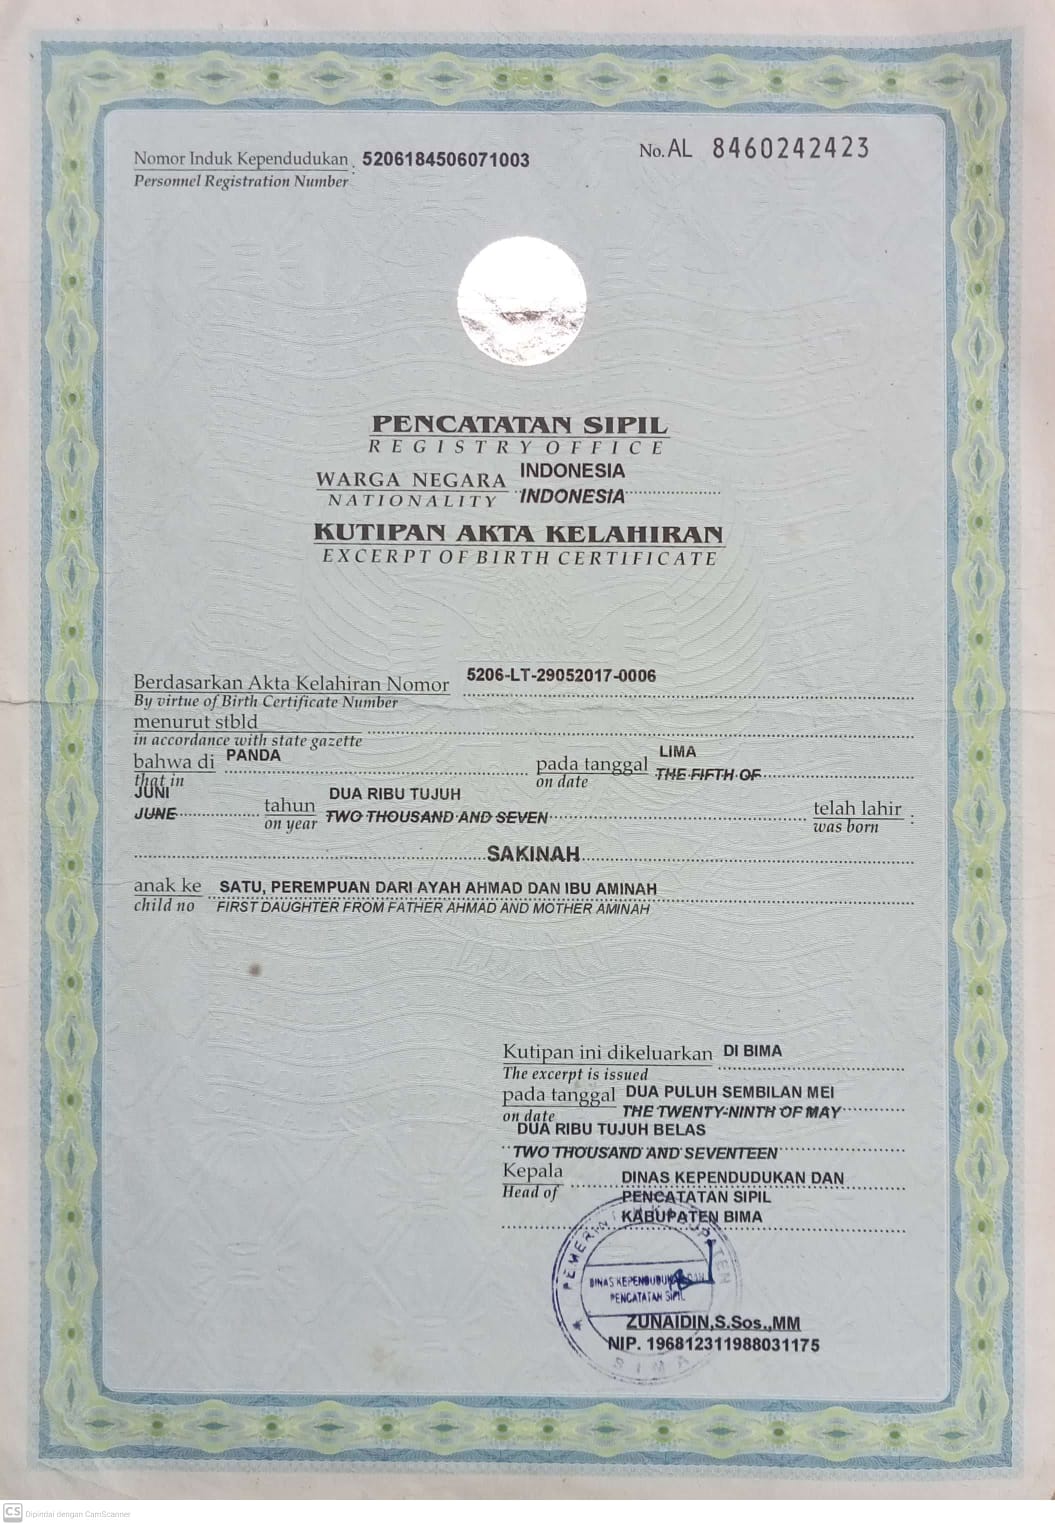 Nomor Induk Kependudukan : 5206184506071003
Personnel Registration Number
No. AL 8460242423
PENCATATAN SIPIL
REGISTRY OFFICE
WARGA NEGARA INDONESIA
NATIONALITY INDONESIA
KUTIPAN AKTA KELAHIRAN
EXCERPT OF BIRTH CERTIFICATE
Berdasarkan Akta Kelahiran Nomor 5206-LT-29052017-0006
By virtue of Birth Certificate Number
menurut stbld
in accordance with state gazette
bahwa di PANDA pada tanggal LIMA
that in on date THE FIFTH OF
JUNI tahun DUA RIBU TUJUH telah lahir :
JUNE on year TWO THOUSAND AND SEVEN was born
SAKINAH
anak ke SATU, PEREMPUAN DARI AYAH AHMAD DAN IBU AMINAH
child no FIRST DAUGHTER FROM FATHER AHMAD AND MOTHER AMINAH
Kutipan ini dikeluarkan DI BIMA
The excerpt is issued
pada tanggal DUA PULUH SEMBILAN MEI
on date THE TWENTY-NINTH OF MAY
DUA RIBU TUJUH BELAS
TWO THOUSAND AND SEVENTEEN
Kepala DINAS KEPENDUDUKAN DAN
Head of PENCATATAN SIPIL
KABUPATEN BIMA
DINAS KEPENDUDUKAN DAN
PENCATATAN SIPIL
BIMA
ZUNAIDIN,S.Sos.,MM
NIP. 196812311988031175
CS Dipindai dengan CamScanner